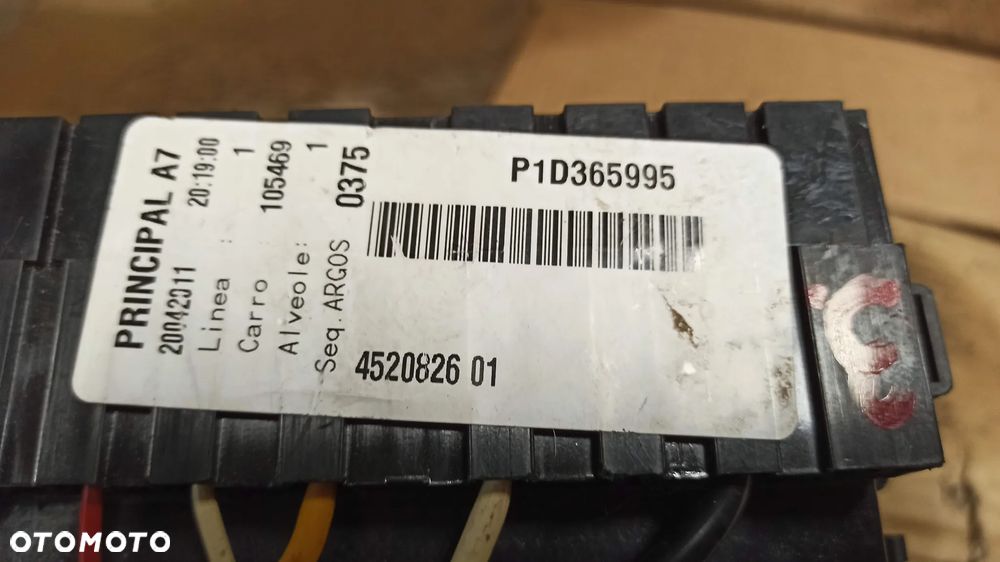 PRINCIPAL A7
20042011 20:19:00
Linea : 1
Carro : 105469
Alveole: 1
Seq. ARGOS 0375
P1D365995
4520826 01
OTOMOTO